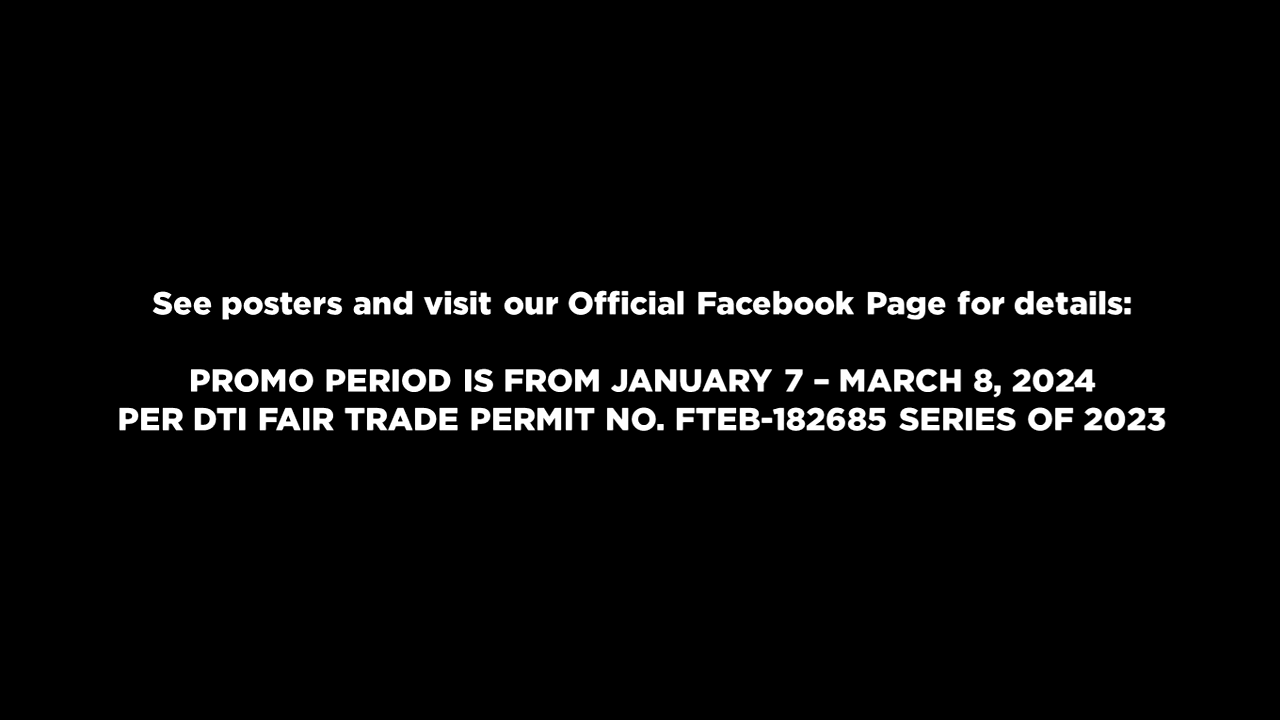 See posters and visit our Official Facebook Page for details:
PROMO PERIOD IS FROM JANUARY 7 – MARCH 8, 2024
PER DTI FAIR TRADE PERMIT NO. FTEB-182685 SERIES OF 2023